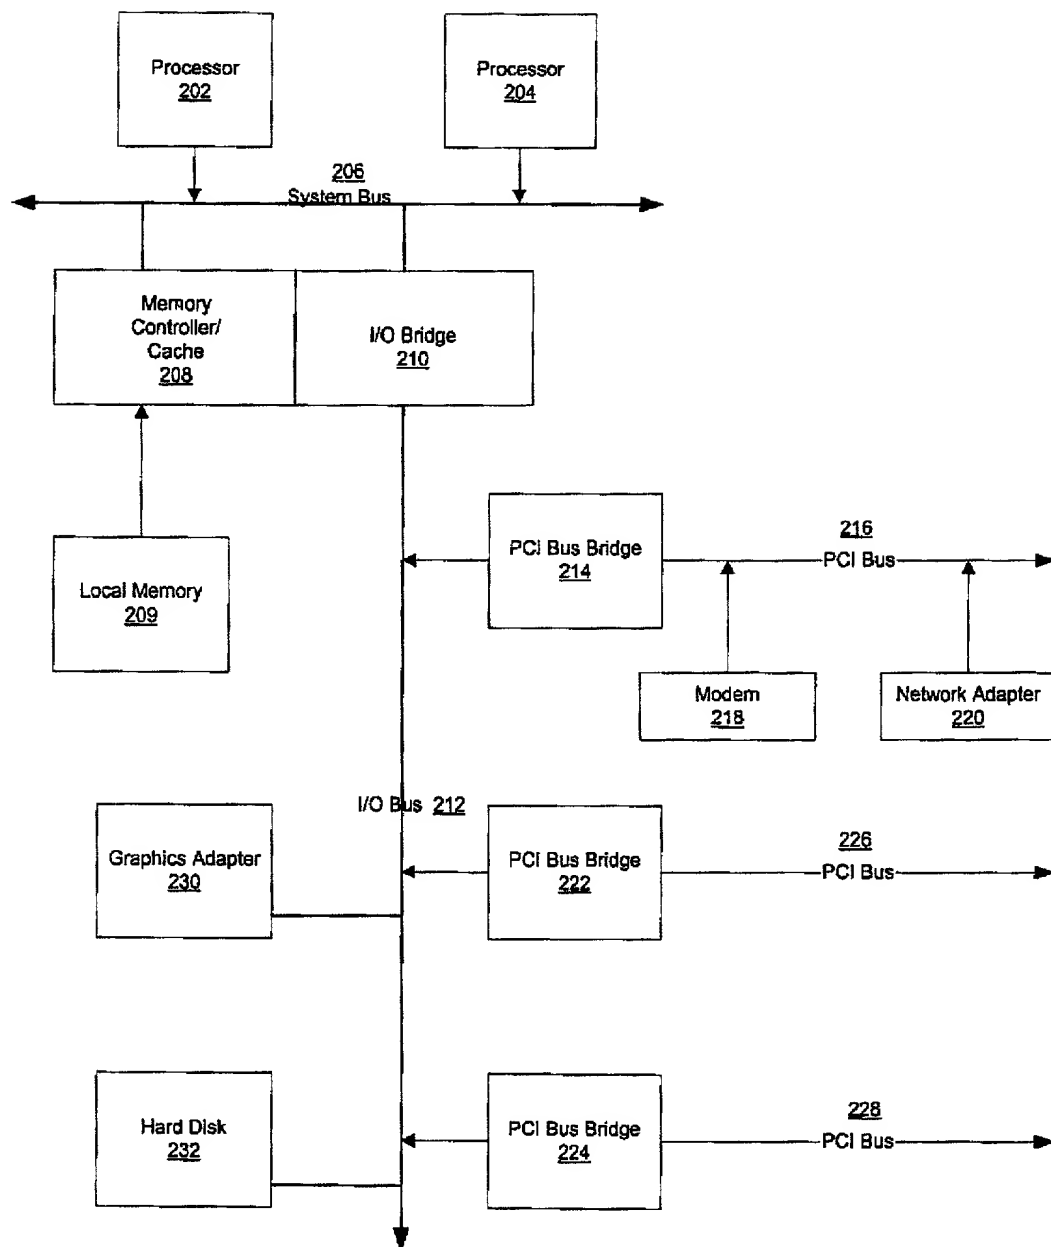 Processor
202
Processor
204
206
System Bus
Memory
Controller/
Cache
208
I/O Bridge
210
PCI Bus Bridge
214
216
PCI Bus
Local Memory
209
Modem
218
Network Adapter
220
I/O Bus 212
Graphics Adapter
230
PCI Bus Bridge
222
226
PCI Bus
Hard Disk
232
PCI Bus Bridge
224
228
PCI Bus